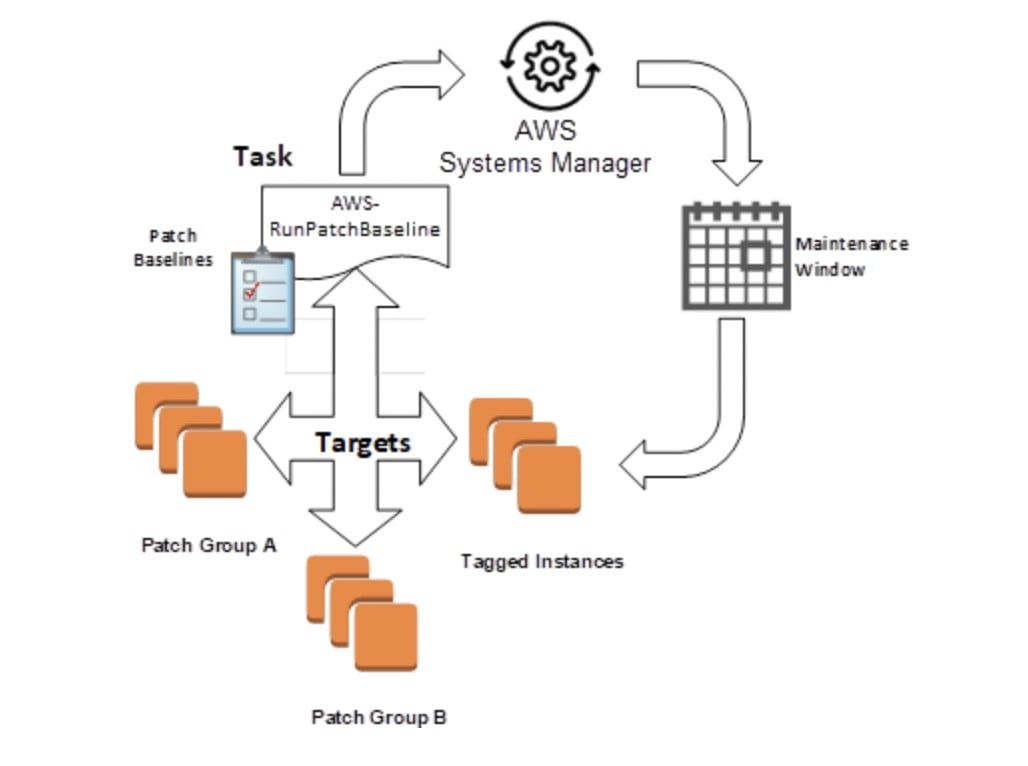 AWS
Systems Manager
Task
AWS-
RunPatchBaseline
Patch
Baselines
Maintenance
Window
Targets
Patch Group A
Tagged Instances
Patch Group B